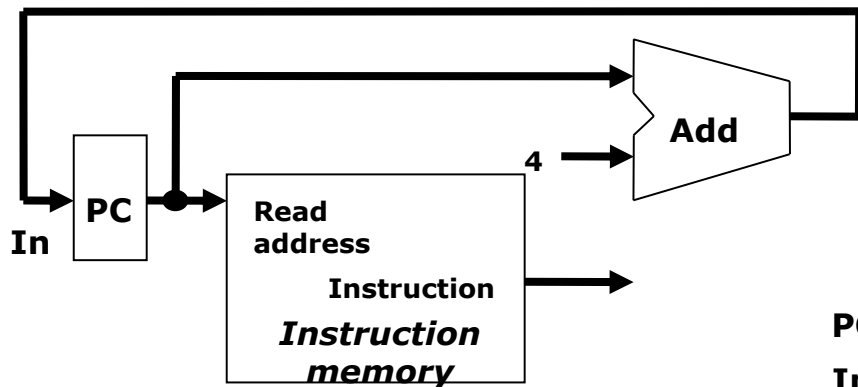 Add
4
PC
In
Read
address
Instruction
Instruction
memory